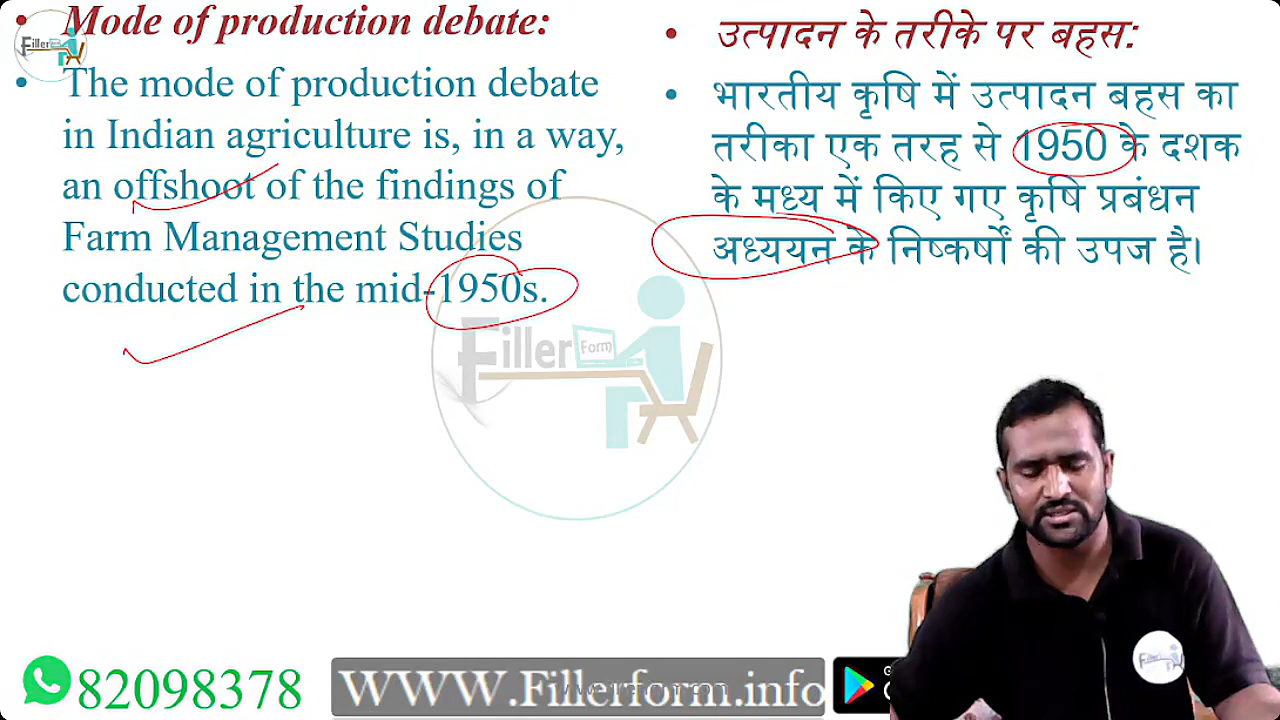 • Mode of production debate:
• The mode of production debate
in Indian agriculture is, in a way,
an offshoot of the findings of
Farm Management Studies
conducted in the mid-1950s.
• उत्पादन के तरीके पर बहस:
• भारतीय कृषि में उत्पादन बहस का
तरीका एक तरह से 1950 के दशक
के मध्य में किए गए कृषि प्रबंधन
अध्ययन के निष्कर्षों की उपज है।
Filler
Filler Form
82098378
www.Fillerform.info
Filler